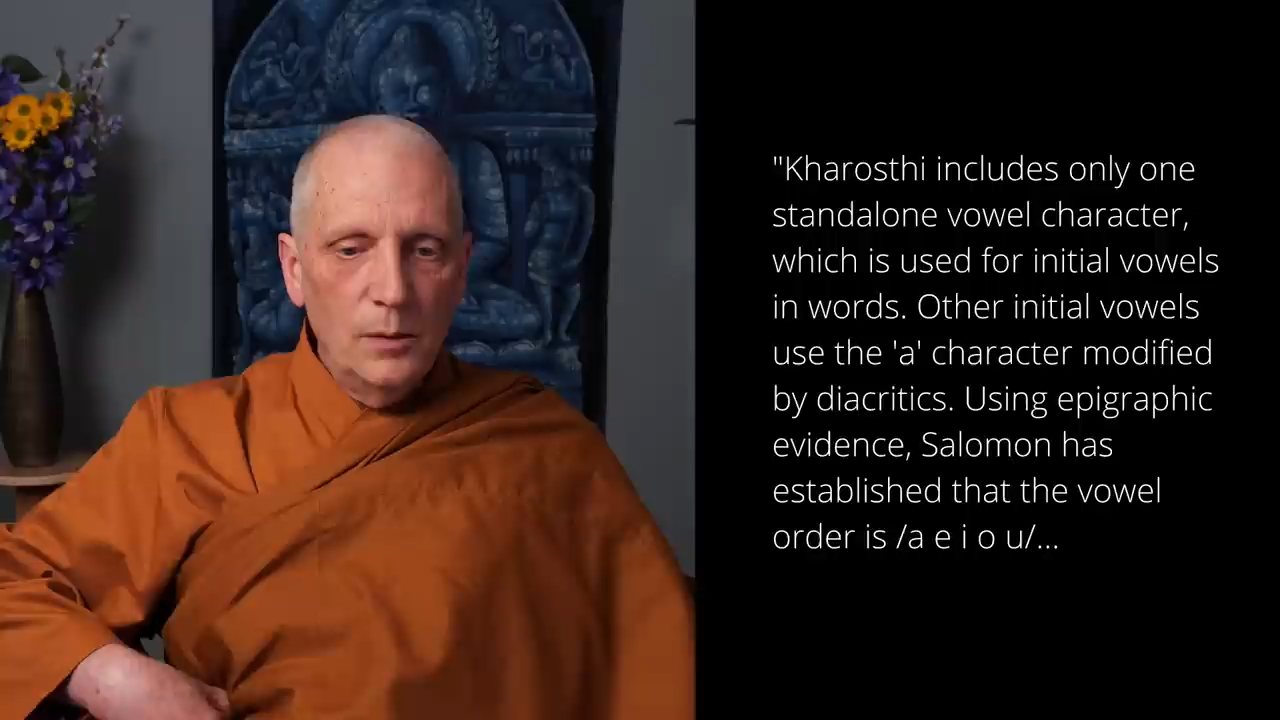 "Kharosthi includes only one
standalone vowel character,
which is used for initial vowels
in words. Other initial vowels
use the 'a' character modified
by diacritics. Using epigraphic
evidence, Salomon has
established that the vowel
order is /a e i o u/...